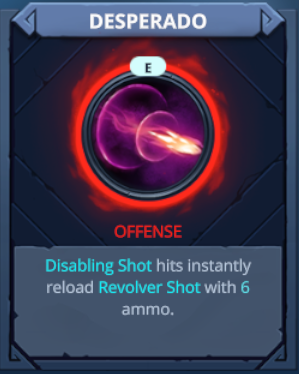 DESPERADO
E
OFFENSE
Disabling Shot hits instantly
reload Revolver Shot with 6
ammo.